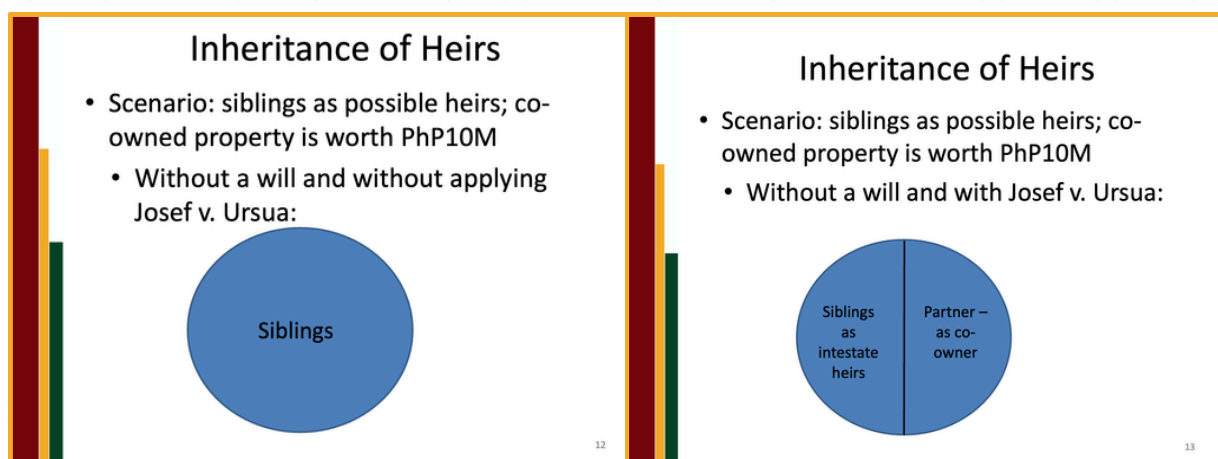 Inheritance of Heirs
• Scenario: siblings as possible heirs; co-
owned property is worth PhP10M
• Without a will and without applying
Josef v. Ursua:
Siblings
12
Inheritance of Heirs
• Scenario: siblings as possible heirs; co-
owned property is worth PhP10M
• Without a will and with Josef v. Ursua:
Siblings
as
intestate
heirs
Partner –
as co-
owner
13